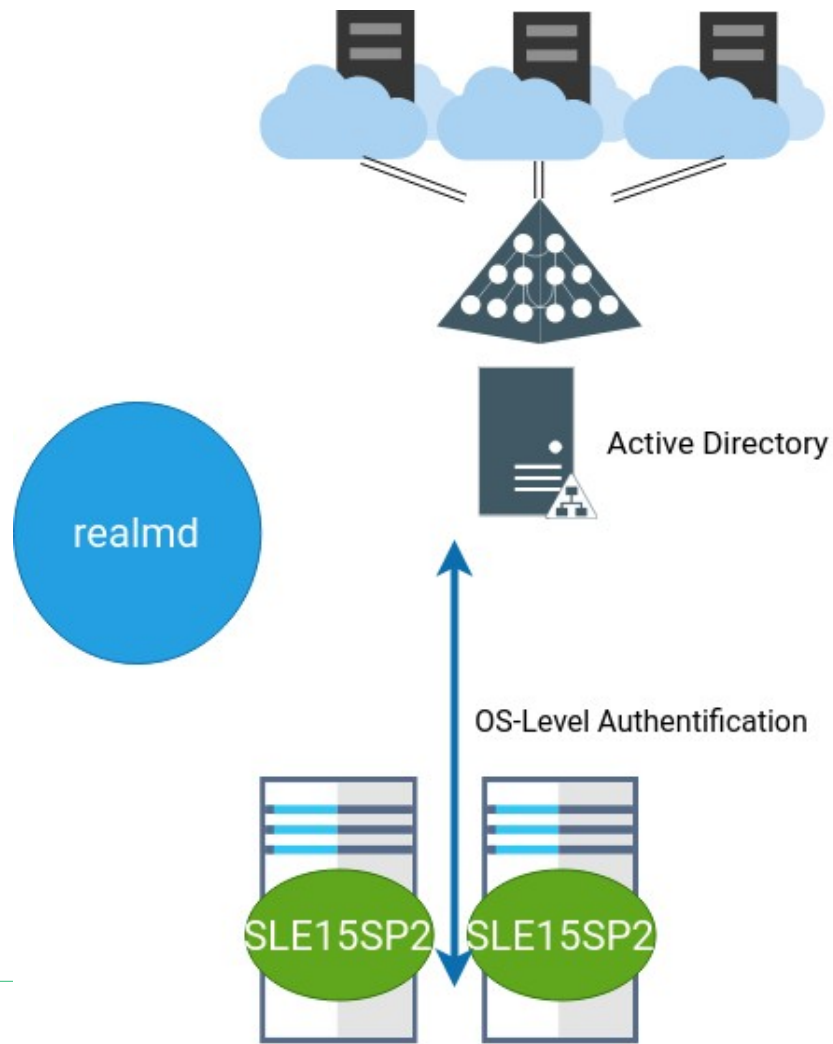 Active Directory
realmd
OS-Level Authentification
SLE15SP2
SLE15SP2